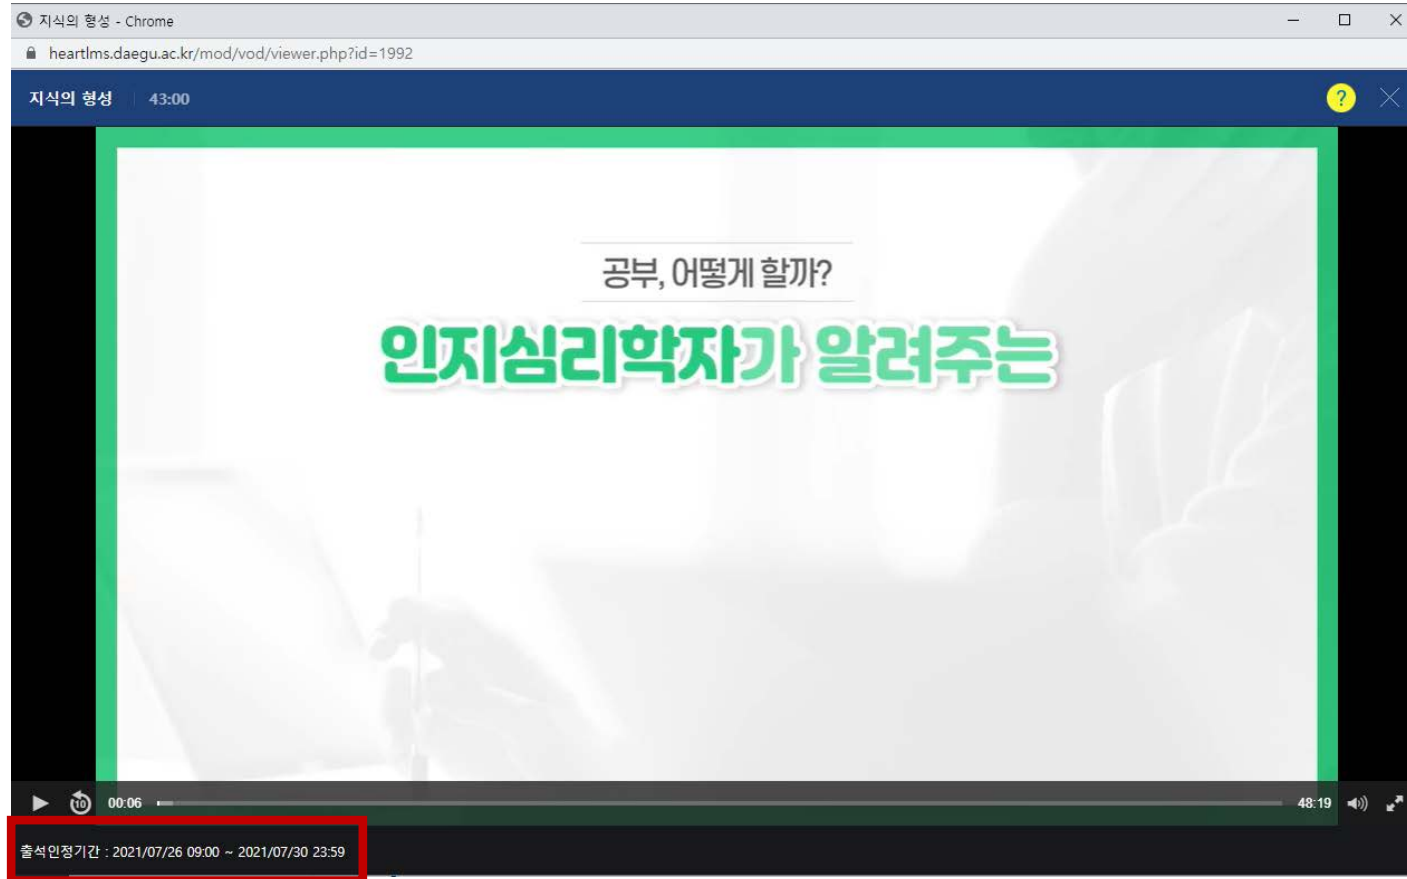 지식의 형성 - Chrome
heartlms.daegu.ac.kr/mod/vod/viewer.php?id=1992
지식의 형성 43:00 ?
공부, 어떻게 할까?
인지심리학자가 알려주는
10 00:06 48:19
출석인정기간 : 2021/07/26 09:00 ~ 2021/07/30 23:59